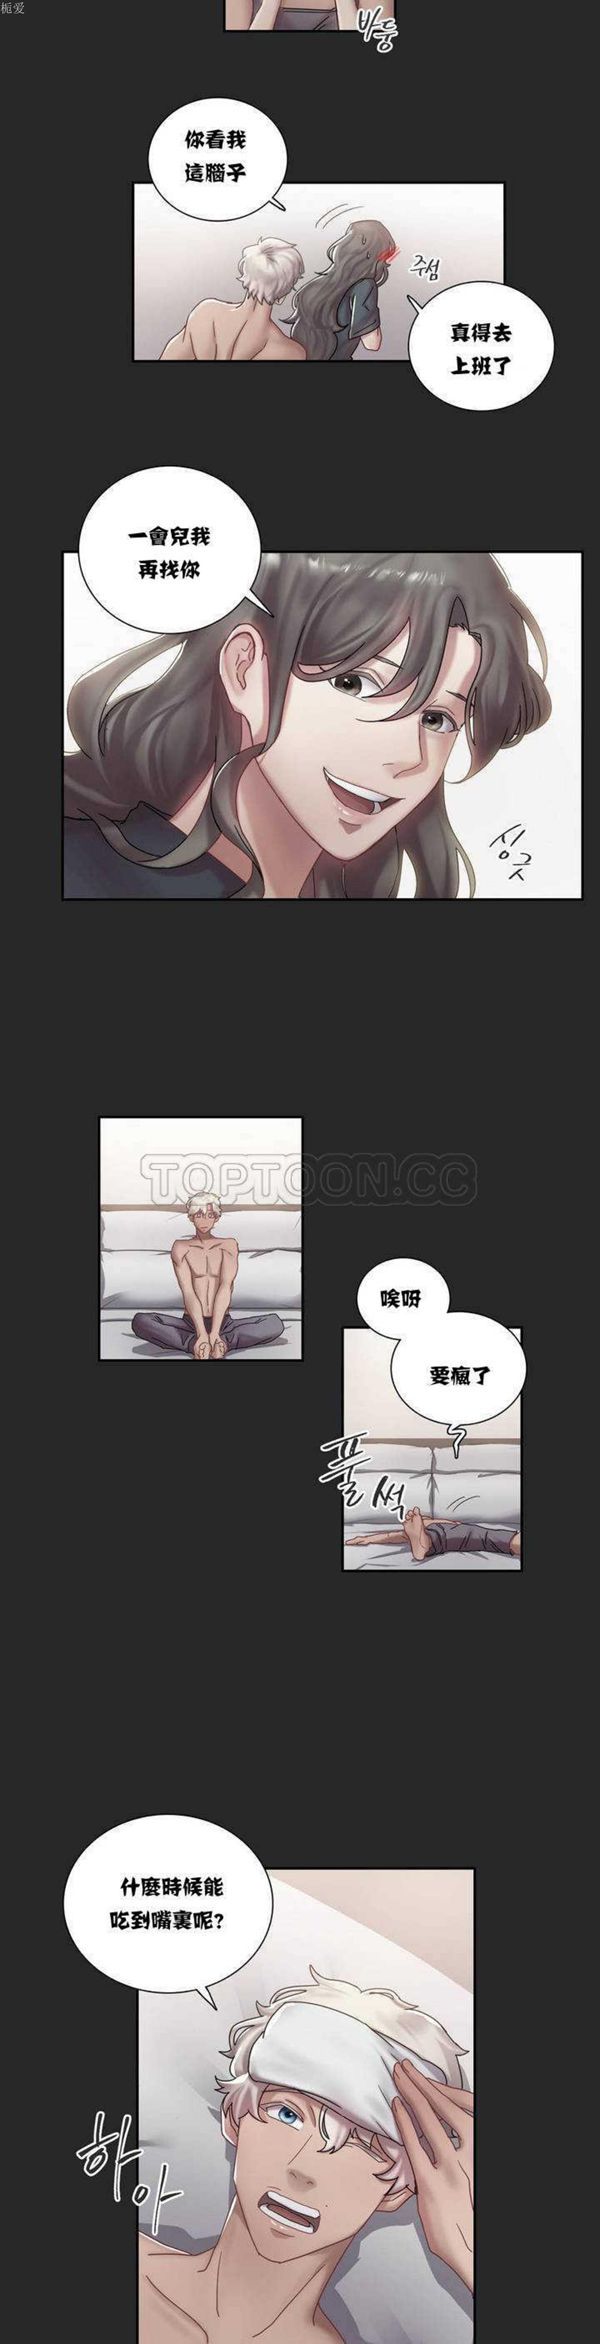 栀爱
바둥
你看我
這腦子
주섬
真得去
上班了
一會兒我
再找你
싱긋
TOPTOON.CC
唉呀
要瘋了
풀썩
什麼時候能
吃到嘴裏呢?
하아